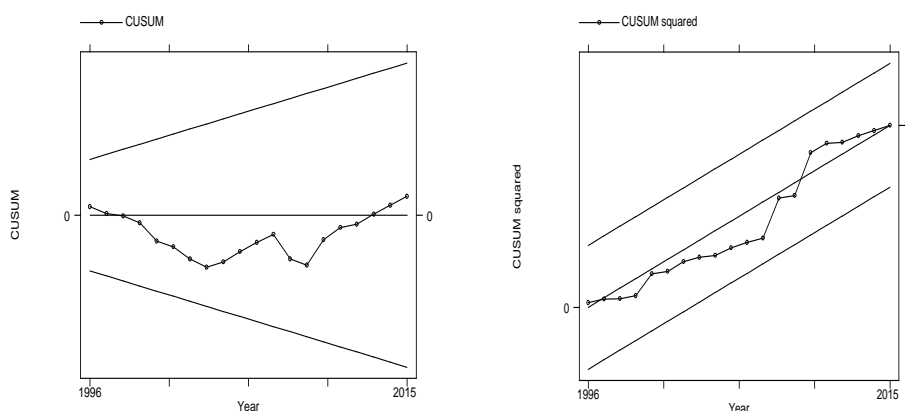 CUSUM
CUSUM
0
0
1996
2015
Year
CUSUM squared
CUSUM squared
0
1996
2015
Year